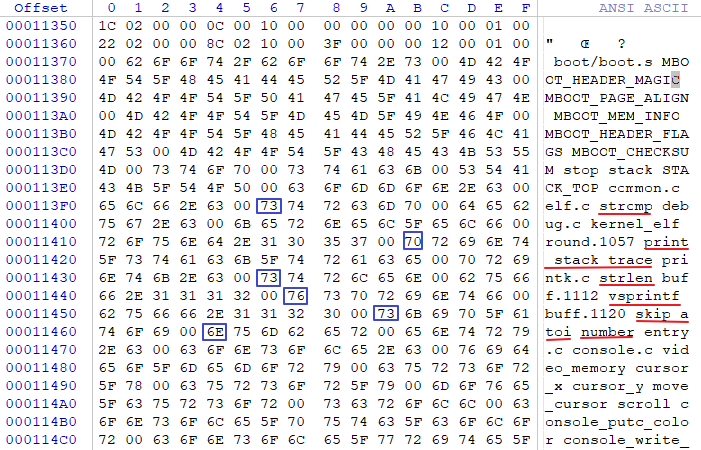 Offset 0 1 2 3 4 5 6 7 8 9 A B C D E F ANSI ASCII
00011350 1C 02 00 00 0C 00 10 00 00 00 00 00 10 00 01 00
00011360 22 02 00 00 8C 02 10 00 3F 00 00 00 12 00 01 00 " Œ ?
00011370 00 62 6F 6F 74 2F 62 6F 6F 74 2E 73 00 4D 42 4F boot/boot.s MBO
00011380 4F 54 5F 48 45 41 44 45 52 5F 4D 41 47 49 43 00 OT_HEADER_MAGIC
00011390 4D 42 4F 4F 54 5F 50 41 47 45 5F 41 4C 49 47 4E MBOOT_PAGE_ALIGN
000113A0 00 4D 42 4F 4F 54 5F 4D 45 4D 5F 49 4E 46 4F 00 MBOOT_MEM_INFO
000113B0 4D 42 4F 4F 54 5F 48 45 41 44 45 52 5F 46 4C 41 MBOOT_HEADER_FLA
000113C0 47 53 00 4D 42 4F 4F 54 5F 43 48 45 43 4B 53 55 GS MBOOT_CHECKSU
000113D0 4D 00 73 74 6F 70 00 73 74 61 63 6B 00 53 54 41 M stop stack STA
000113E0 43 4B 5F 54 4F 50 00 63 6F 6D 6D 6F 6E 2E 63 00 CK_TOP common.c
000113F0 65 6C 66 2E 63 00 73 74 72 63 6D 70 00 64 65 62 elf.c strcmp deb
00011400 75 67 2E 63 00 6B 65 72 6E 65 6C 5F 65 6C 66 00 ug.c kernel_elf
00011410 72 6F 75 6E 64 2E 31 30 35 37 00 70 72 69 6E 74 round.1057 print
00011420 5F 73 74 61 63 6B 5F 74 72 61 63 65 00 70 72 69 _stack_trace pri
00011430 6E 74 6B 2E 63 00 73 74 72 6C 65 6E 00 62 75 66 ntk.c strlen buf
00011440 66 2E 31 31 31 32 00 76 73 70 72 69 6E 74 66 00 f.1112 vsprintf
00011450 62 75 66 66 2E 31 31 32 30 00 73 6B 69 70 5F 61 buff.1120 skip_a
00011460 74 6F 69 00 6E 75 6D 62 65 72 00 65 6E 74 72 79 toi number entry
00011470 2E 63 00 63 6F 6E 73 6F 6C 65 2E 63 00 76 69 64 .c console.c vid
00011480 65 6F 5F 6D 65 6D 6F 72 79 00 63 75 72 73 6F 72 eo_memory cursor
00011490 5F 78 00 63 75 72 73 6F 72 5F 79 00 6D 6F 76 65 _x cursor_y move
000114A0 5F 63 75 72 73 6F 72 00 73 63 72 6F 6C 6C 00 63 _cursor scroll c
000114B0 6F 6E 73 6F 6C 65 5F 70 75 74 63 5F 63 6F 6C 6F onsole_putc_colo
000114C0 72 00 63 6F 6E 73 6F 6C 65 5F 77 72 69 74 65 5F r console_write_